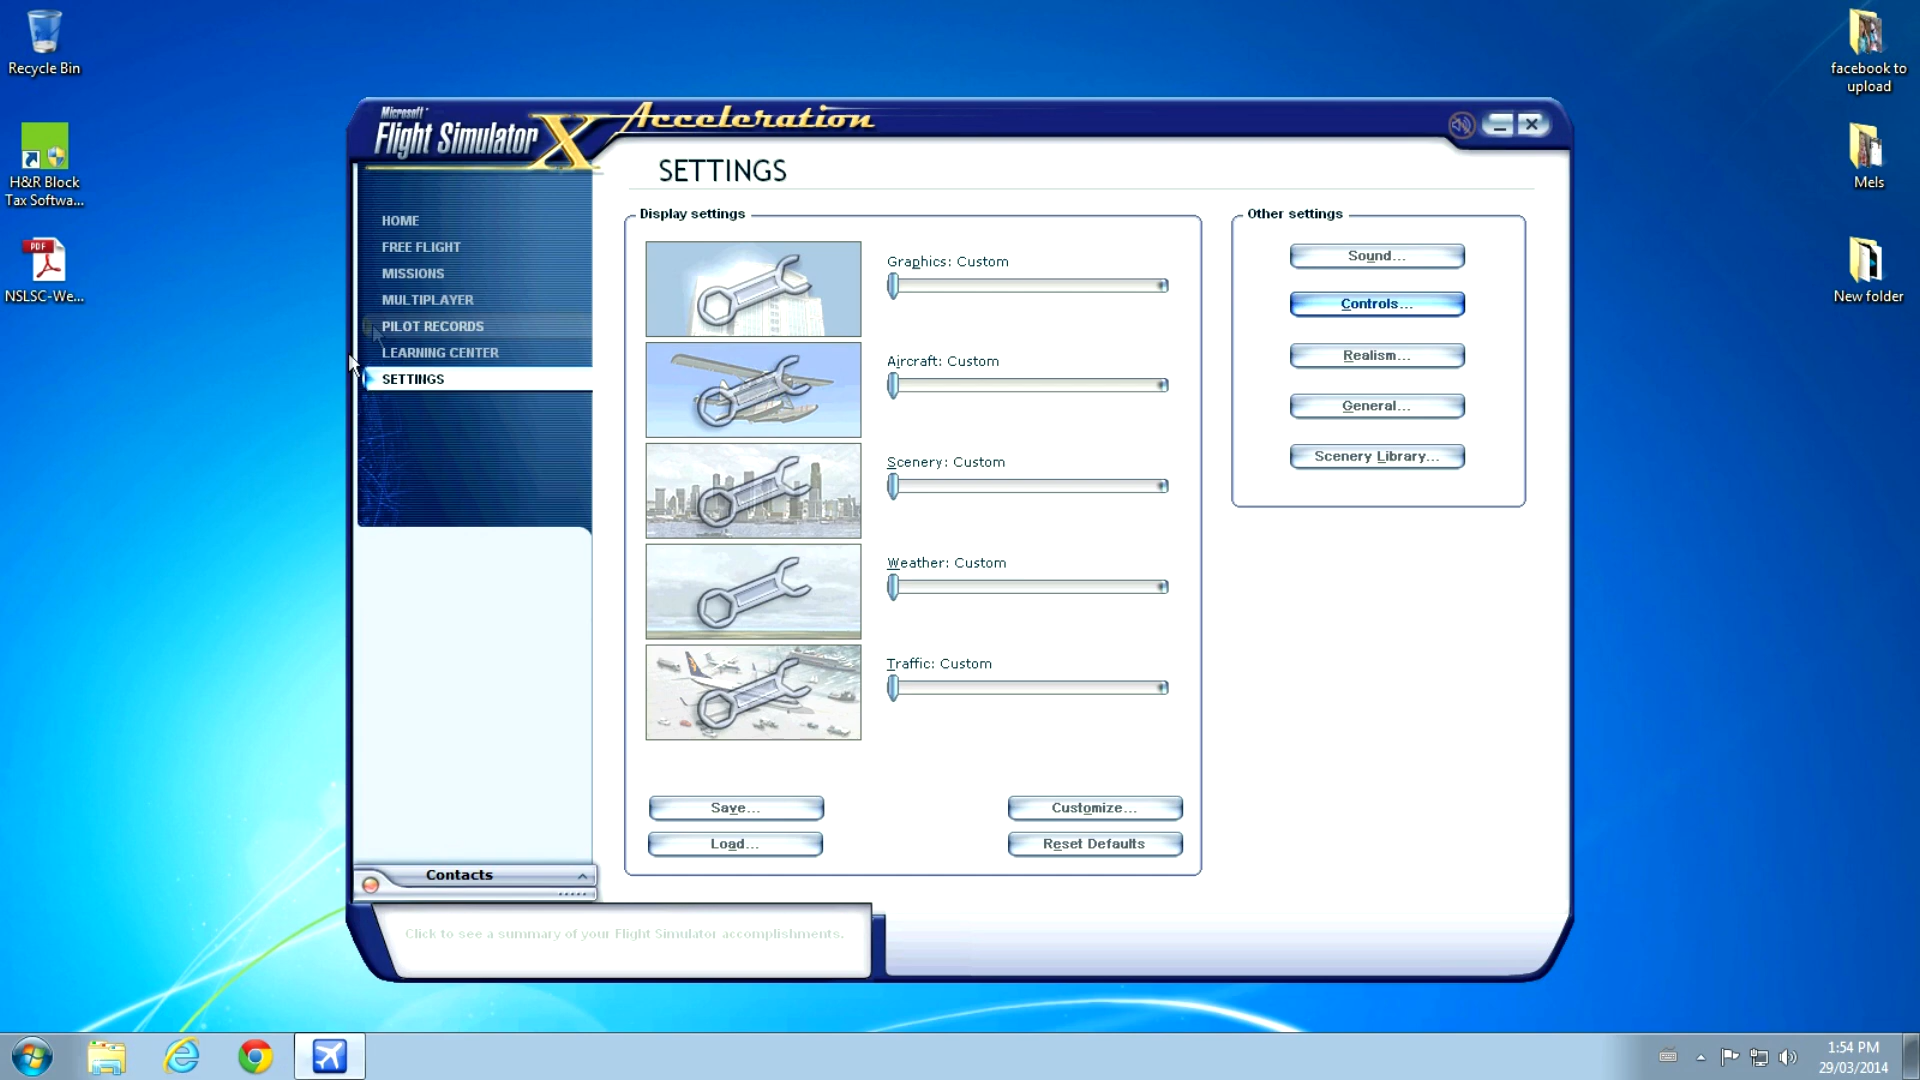 Recycle Bin
H&R Block
Tax Softwa...
PDF
NSLSC-We...
facebook to
upload
Mels
New folder
Microsoft
Flight Simulator X Acceleration
HOME
FREE FLIGHT
MISSIONS
MULTIPLAYER
PILOT RECORDS
LEARNING CENTER
SETTINGS
Contacts
Click to see a summary of your Flight Simulator accomplishments.
SETTINGS
Display settings
Graphics: Custom
Aircraft: Custom
Scenery: Custom
Weather: Custom
Traffic: Custom
Save...
Customize...
Load...
Reset Defaults
Other settings
Sound...
Controls...
Realism...
General...
Scenery Library...
1:54 PM
29/03/2014